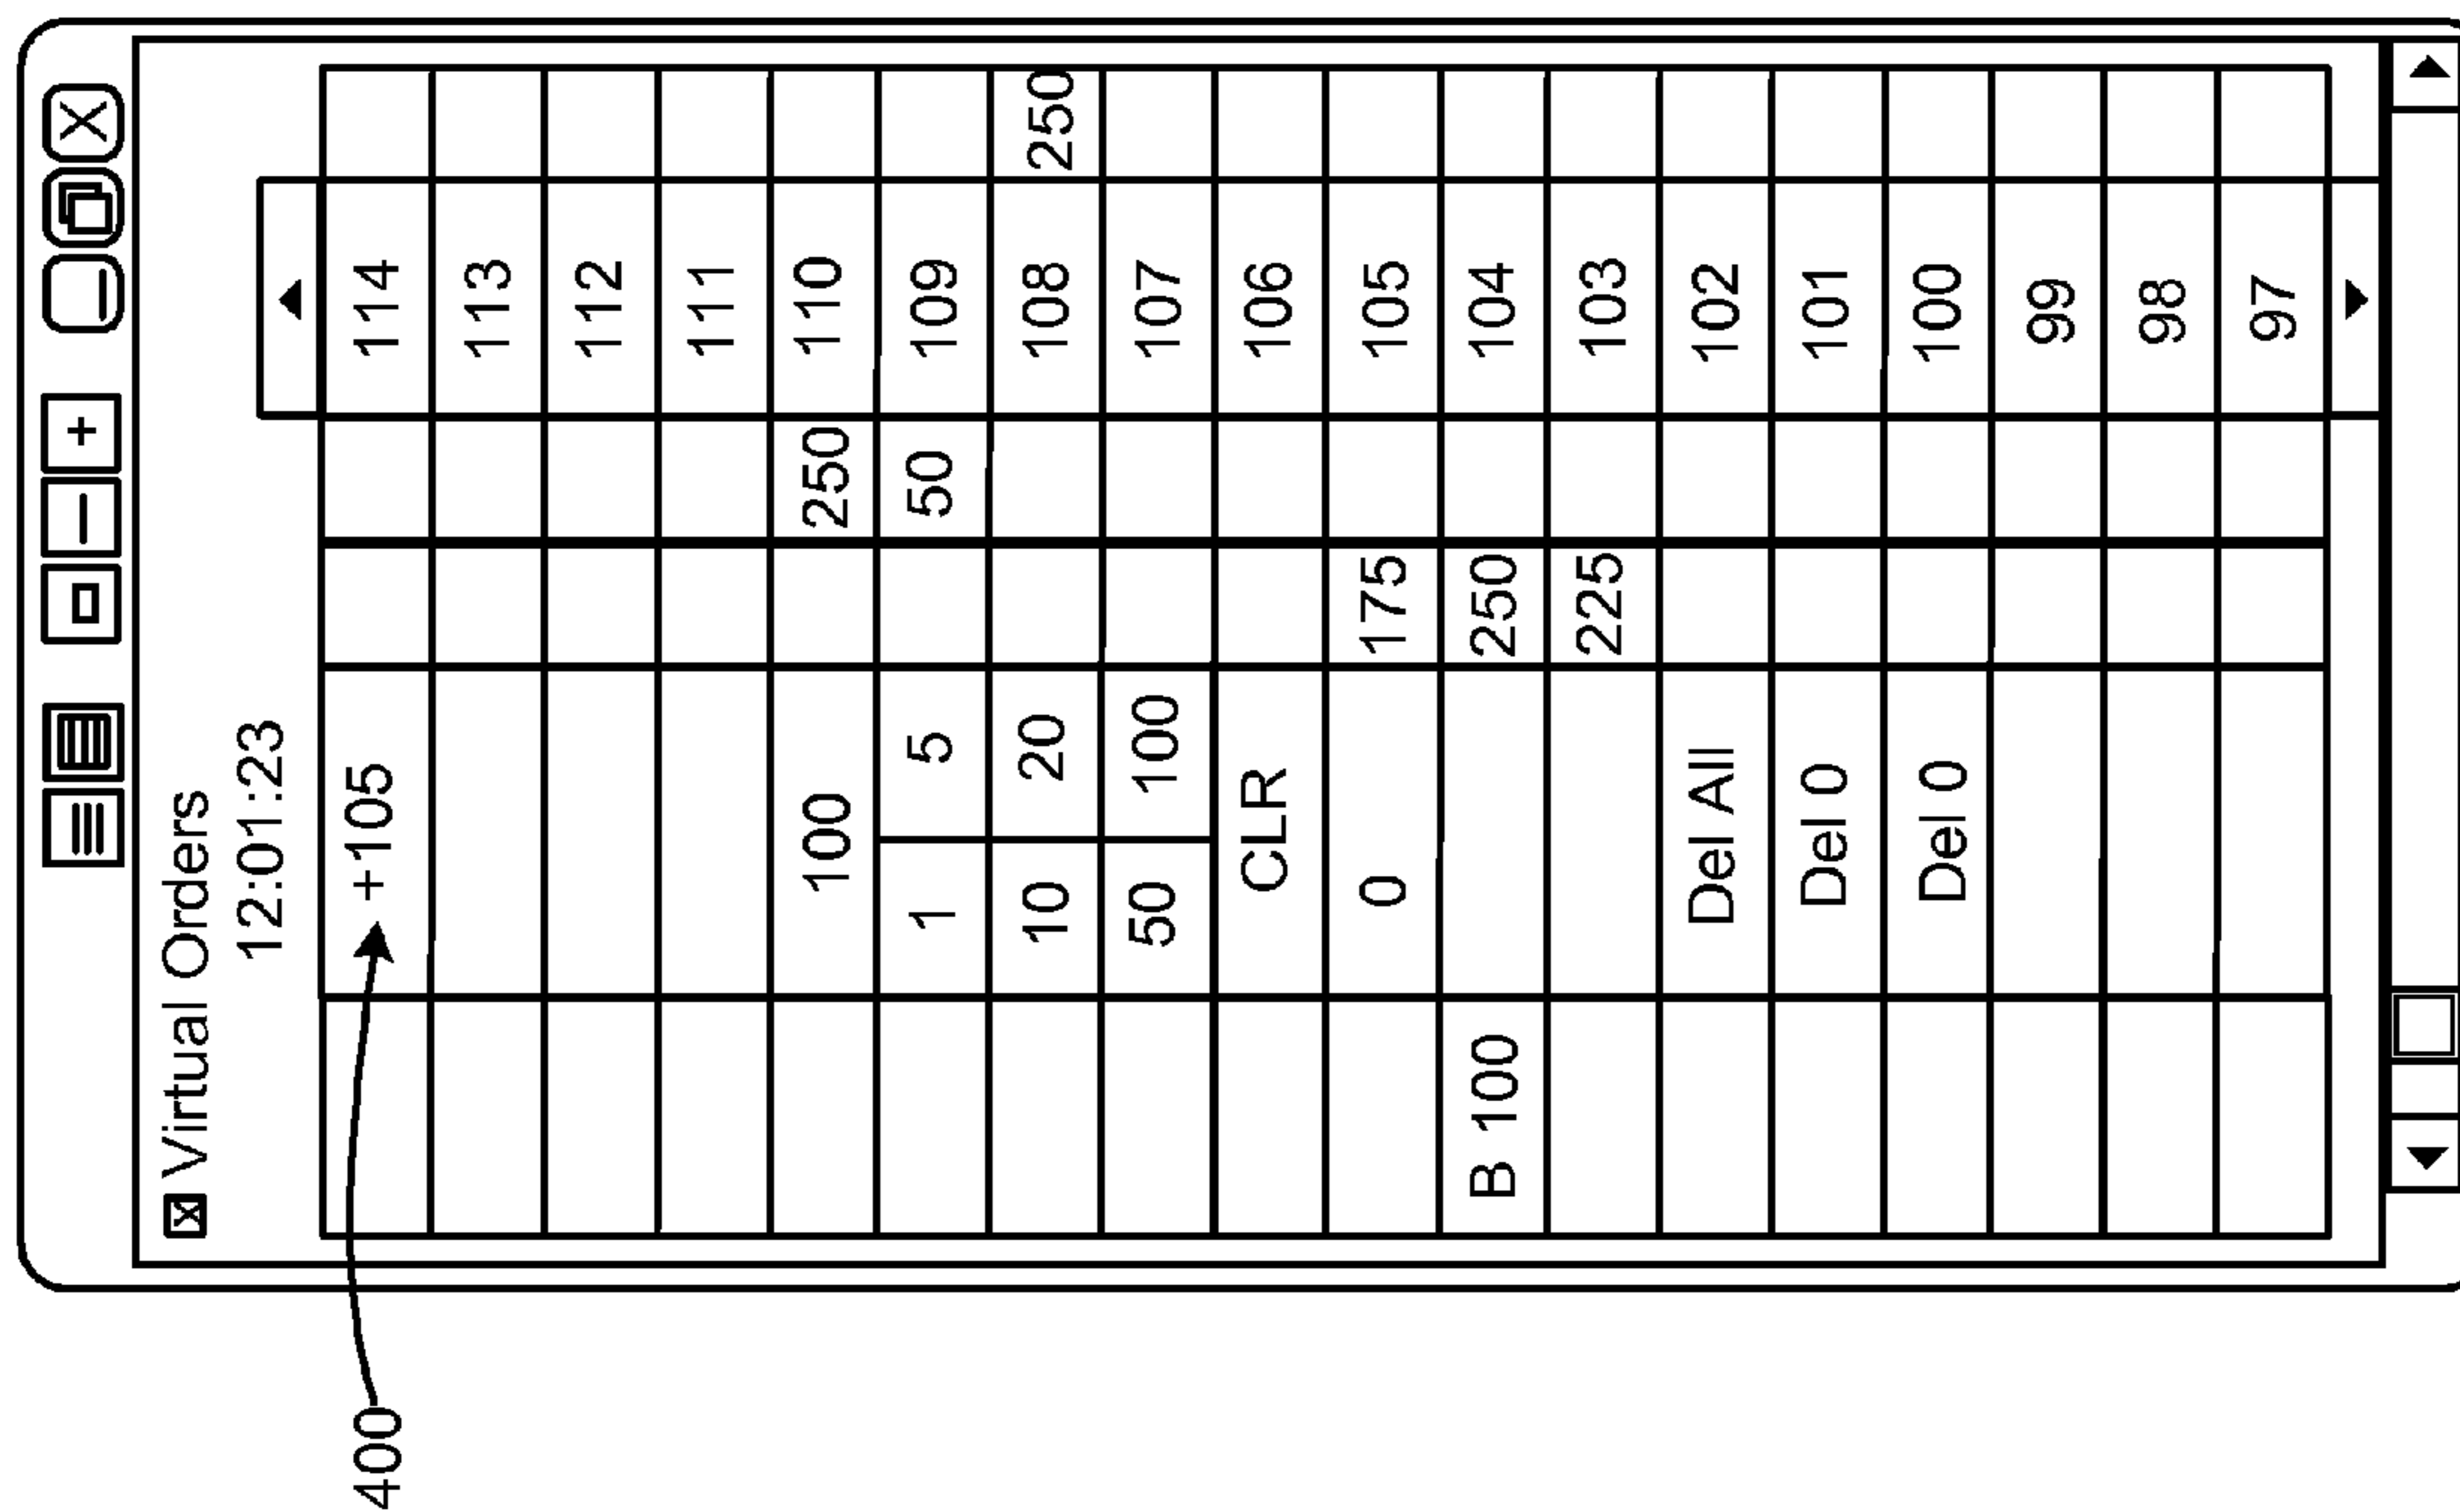 X
+ −
x Virtual Orders
12:01:23
400 +105 114
113
112
111
100 250 110
1 5 50 109
10 20 108 250
50 100 107
CLR 106
0 175 105
B 100 250 104
225 103
Del All 102
Del 0 101
Del 0 100
99
98
97